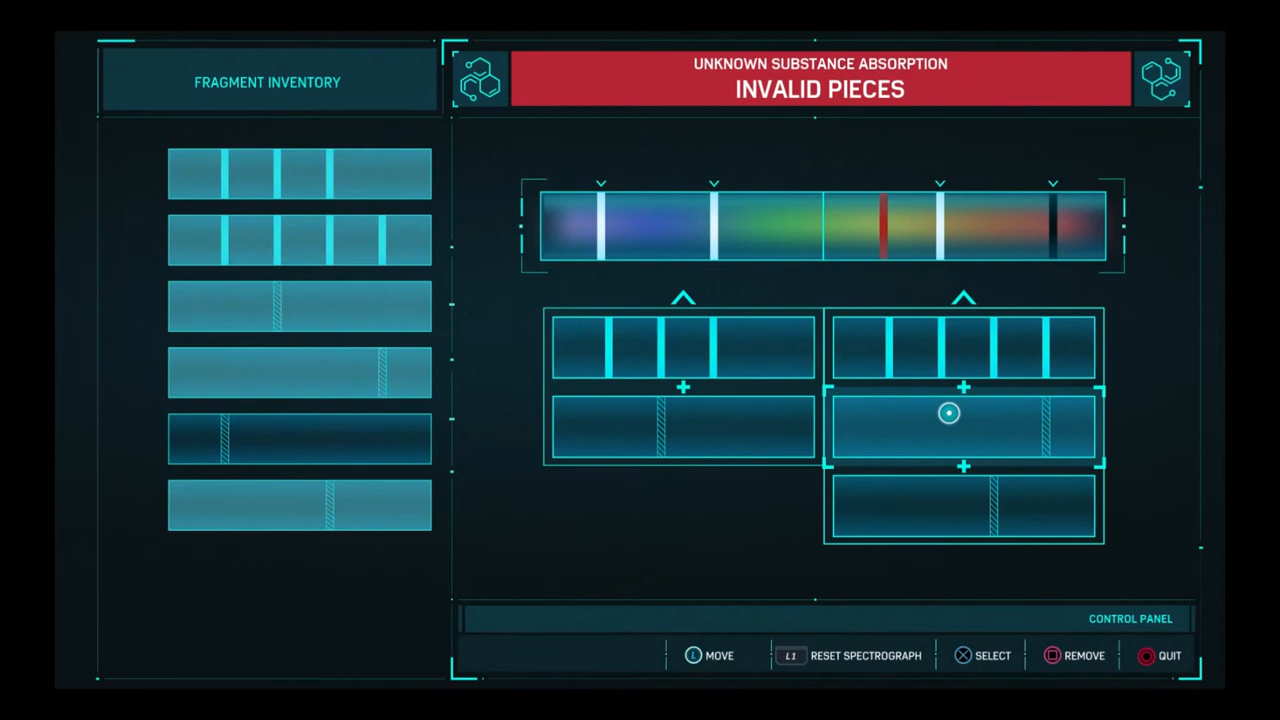 FRAGMENT INVENTORY
UNKNOWN SUBSTANCE ABSORPTION
INVALID PIECES
CONTROL PANEL
L MOVE
L1 RESET SPECTROGRAPH
SELECT
REMOVE
QUIT